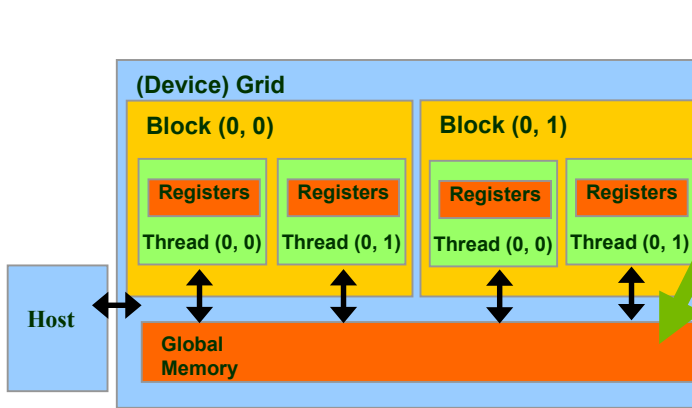 (Device) Grid
Block (0, 0)
Block (0, 1)
Registers
Registers
Registers
Registers
Thread (0, 0)
Thread (0, 1)
Thread (0, 0)
Thread (0, 1)
Host
Global
Memory